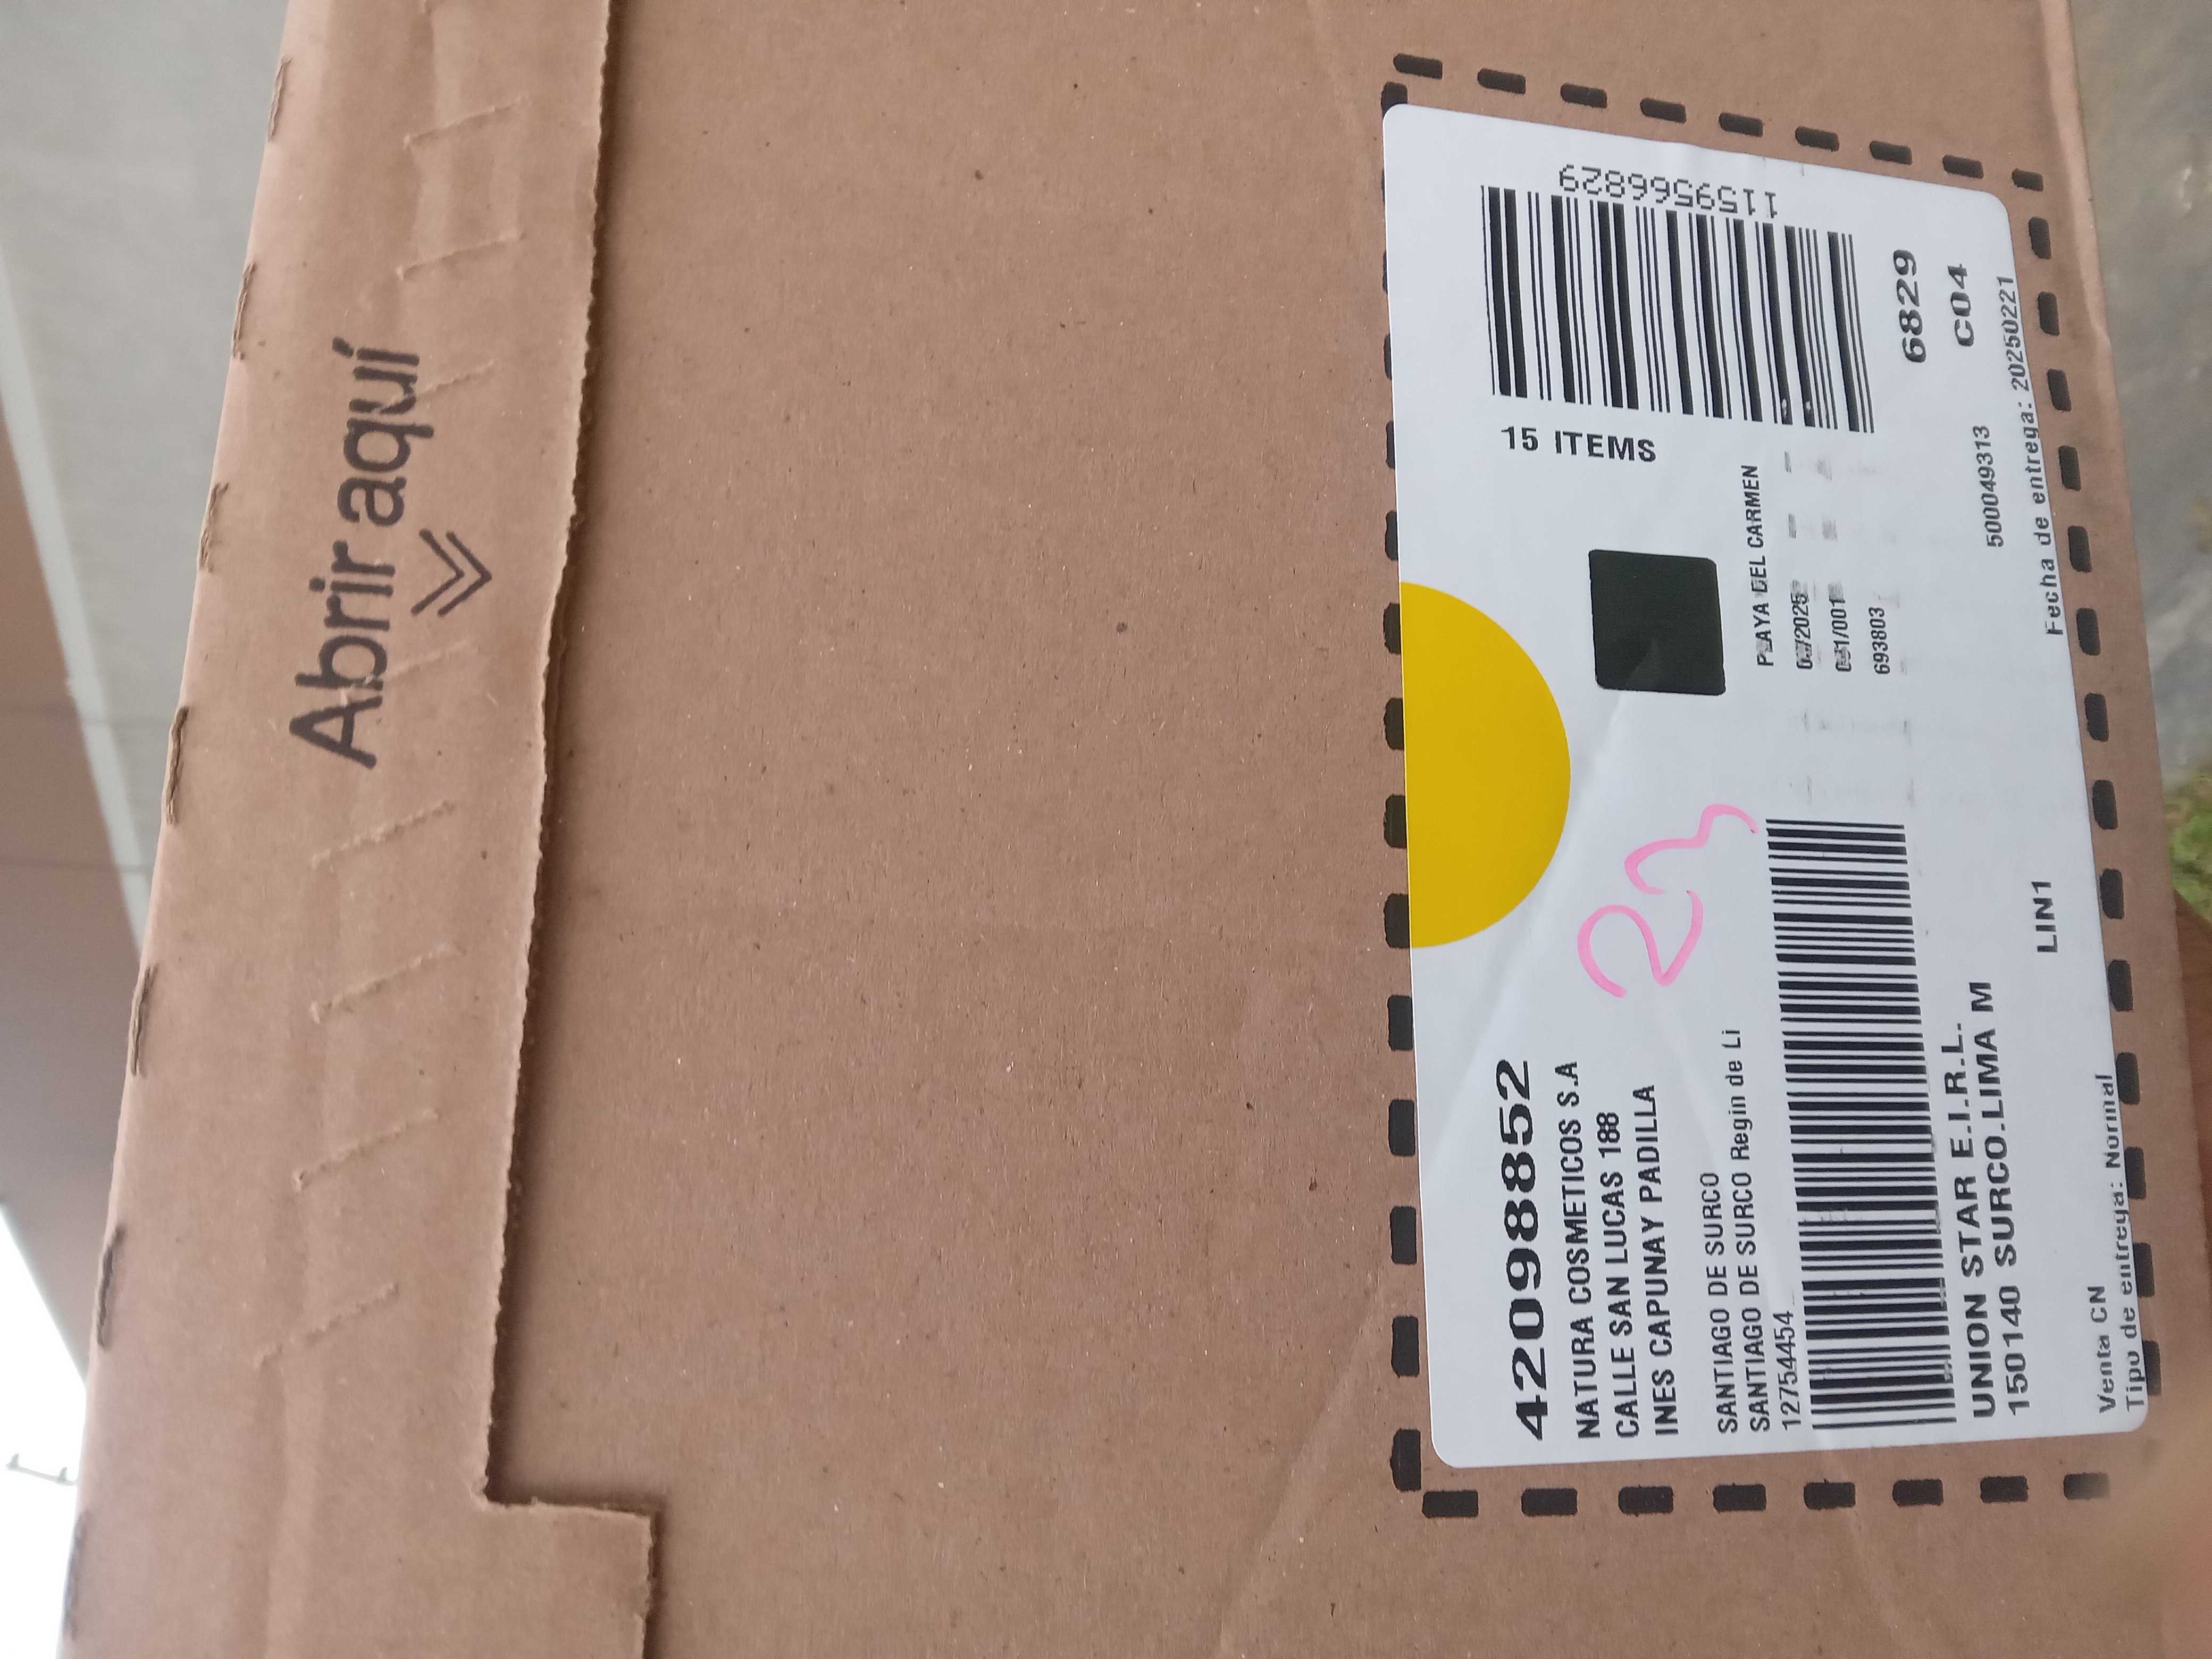 Abrir aquí
42098852
NATURA COSMETICOS S.A
CALLE SAN LUCAS 188
INES CAPUNAY PADILLA
23
SANTIAGO DE SURCO
SANTIAGO DE SURCO Regin de Li
12754454
UNION STAR E.I.R.L.
150140 SURCO.LIMA M
LIN1
Venta CN
Tipo de entrega: Normal
15 ITEMS
1159566829
PLAYA DEL CARMEN
693803
6829
C04
500049313
Fecha de entrega: 20250221